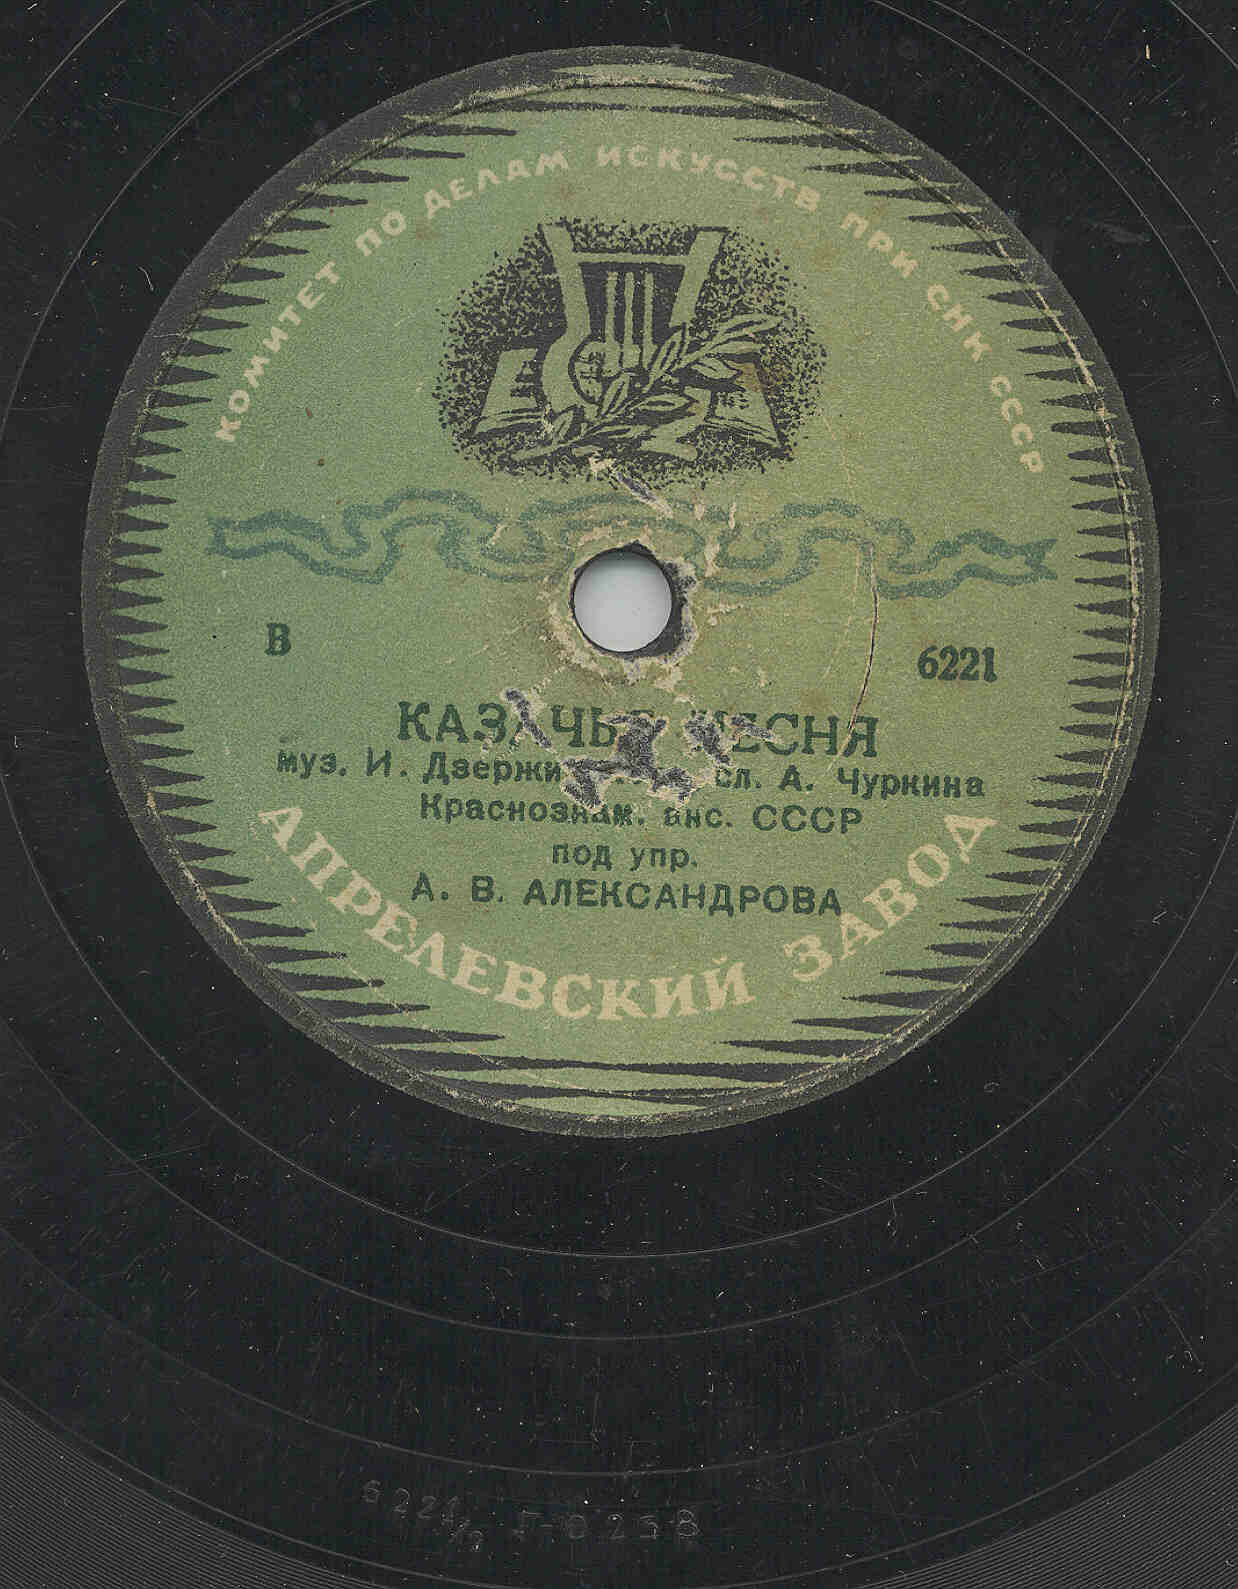 КОМИТЕТ ПО ДЕЛАМ ИСКУССТВ ПРИ СНК СССР
В 6221
муз. И. сл. А. Чуркина
Краснознам. анс. СССР
под упр.
А. В. АЛЕКСАНДРОВА
АПРЕЛЕВСКИЙ ЗАВОД